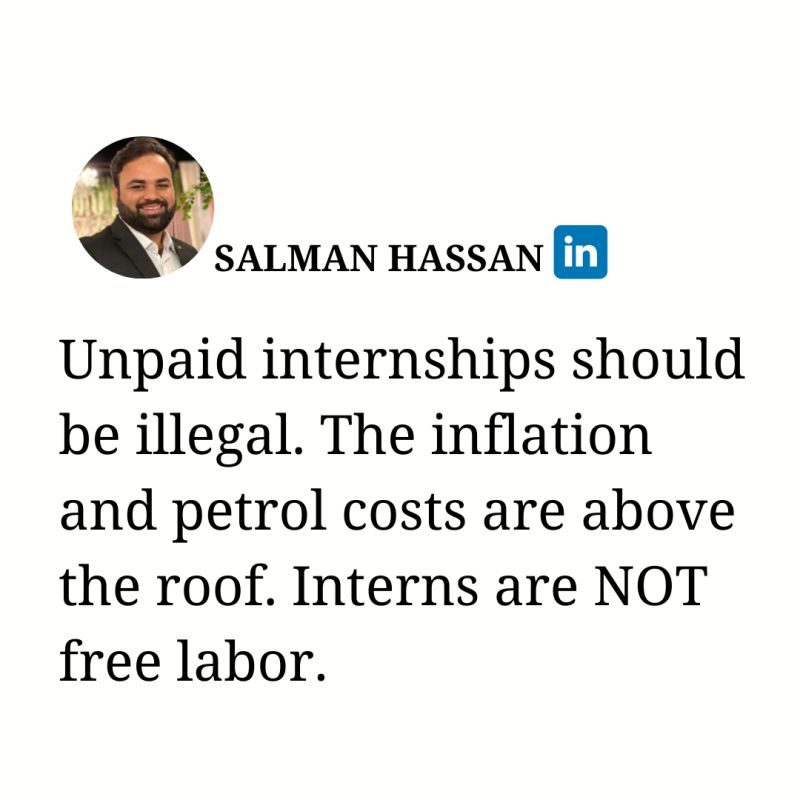 SALMAN HASSAN in
Unpaid internships should
be illegal. The inflation
and petrol costs are above
the roof. Interns are NOT
free labor.